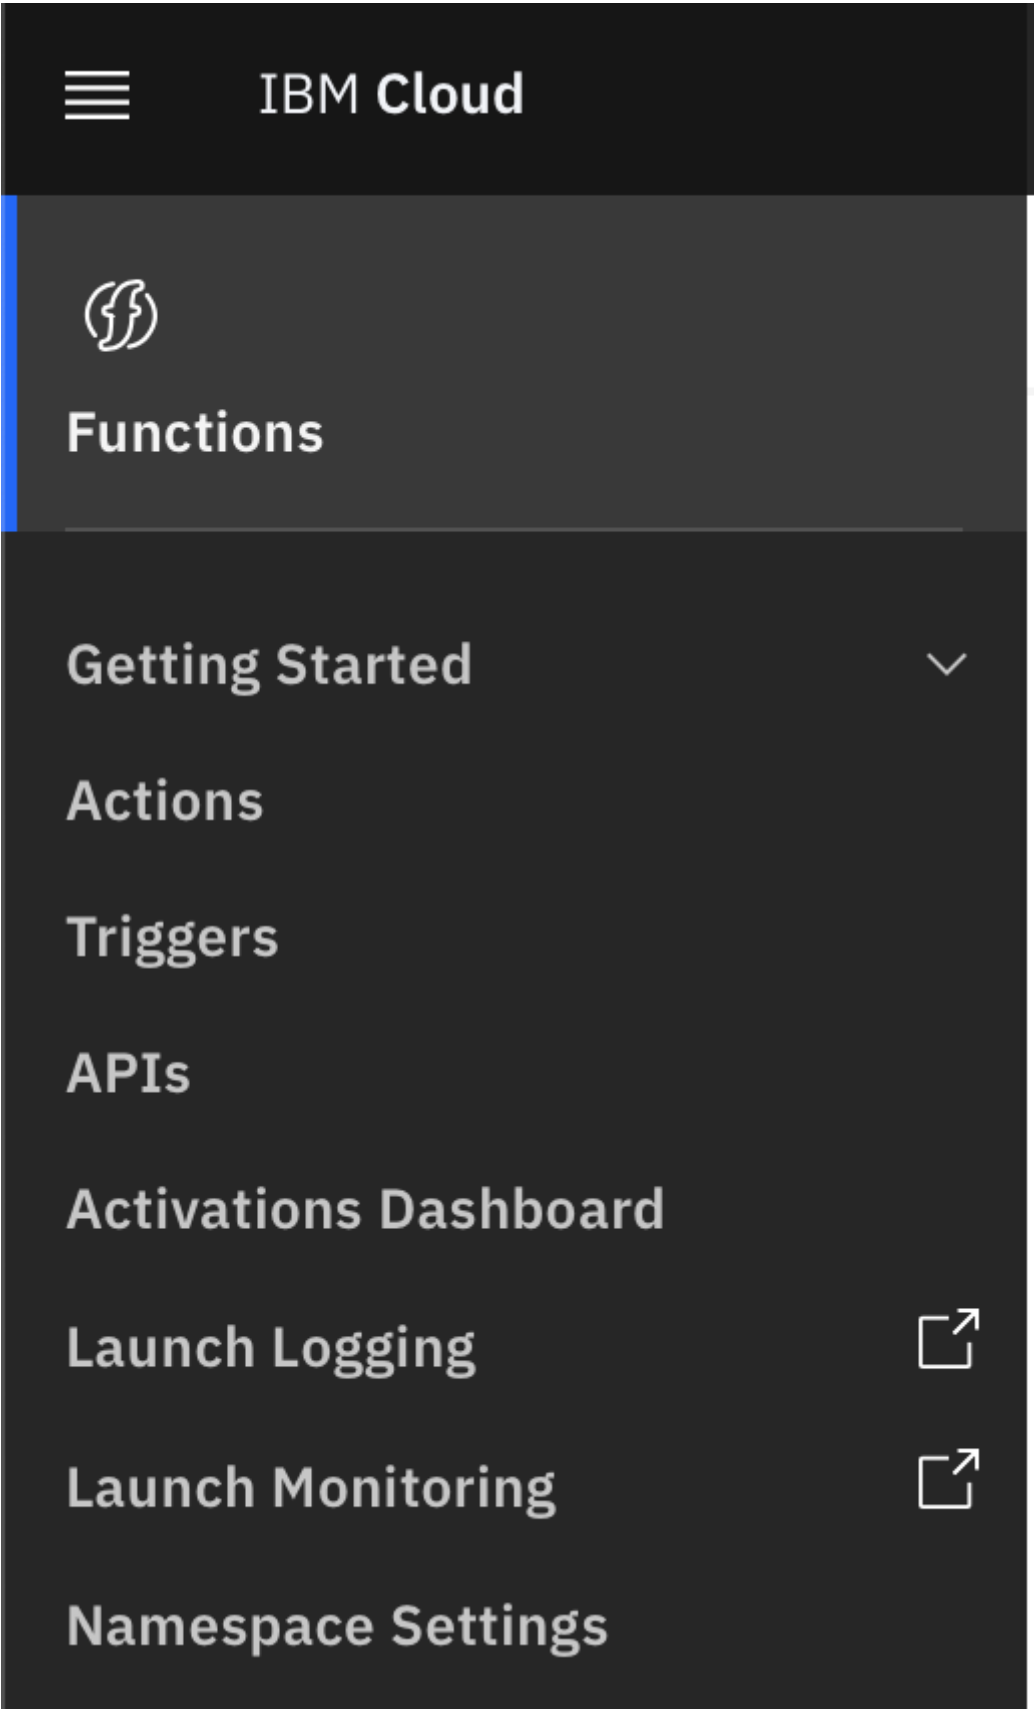 IBM Cloud
Functions
Getting Started
Actions
Triggers
APIs
Activations Dashboard
Launch Logging
Launch Monitoring
Namespace Settings